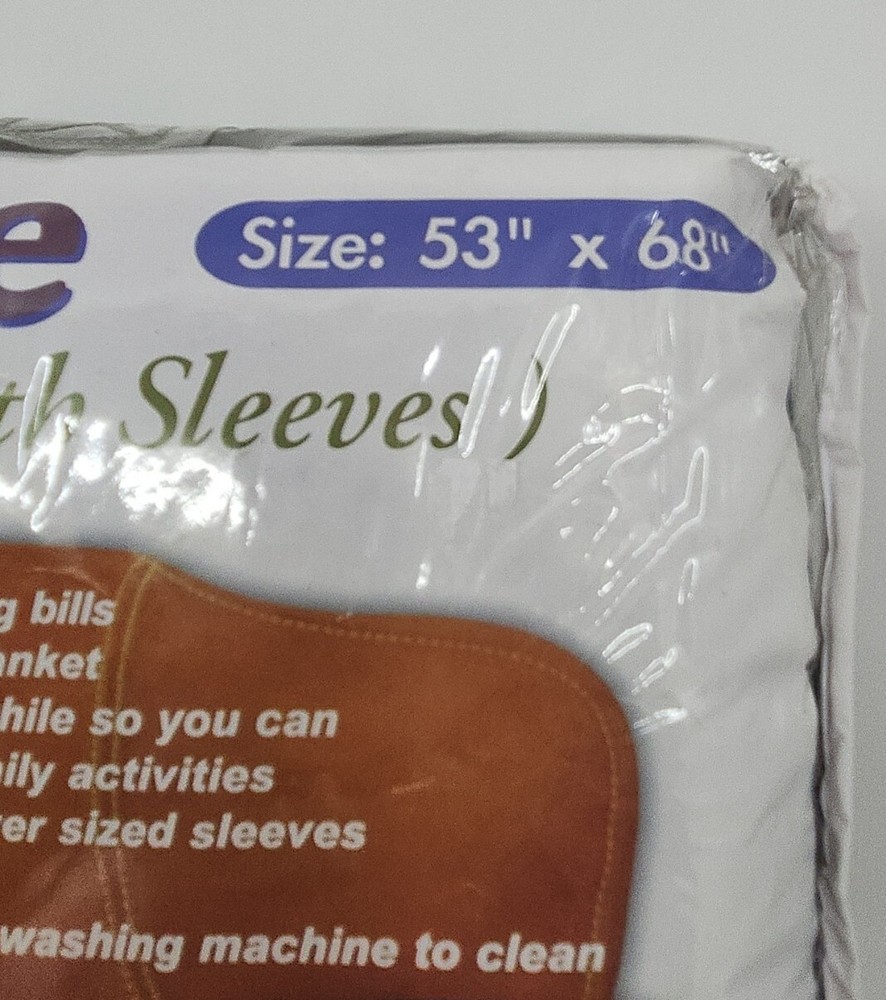 e
Size: 53" x 68"
th Sleeves )
g bills
anket
hile so you can
ily activities
er sized sleeves
washing machine to clean